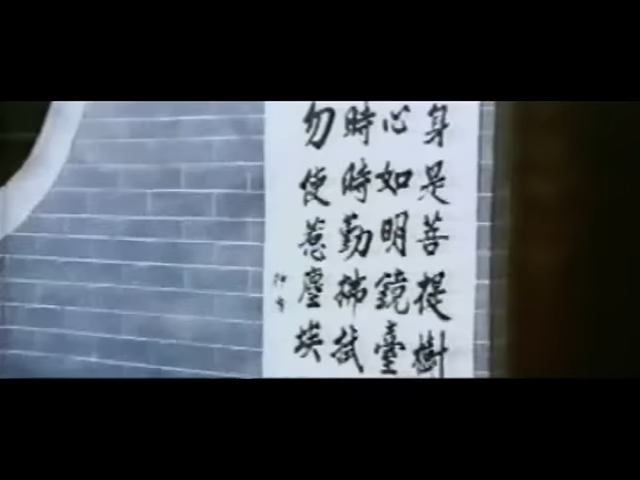 身是菩提樹
心如明鏡臺
時時勤拂拭
勿使惹塵埃